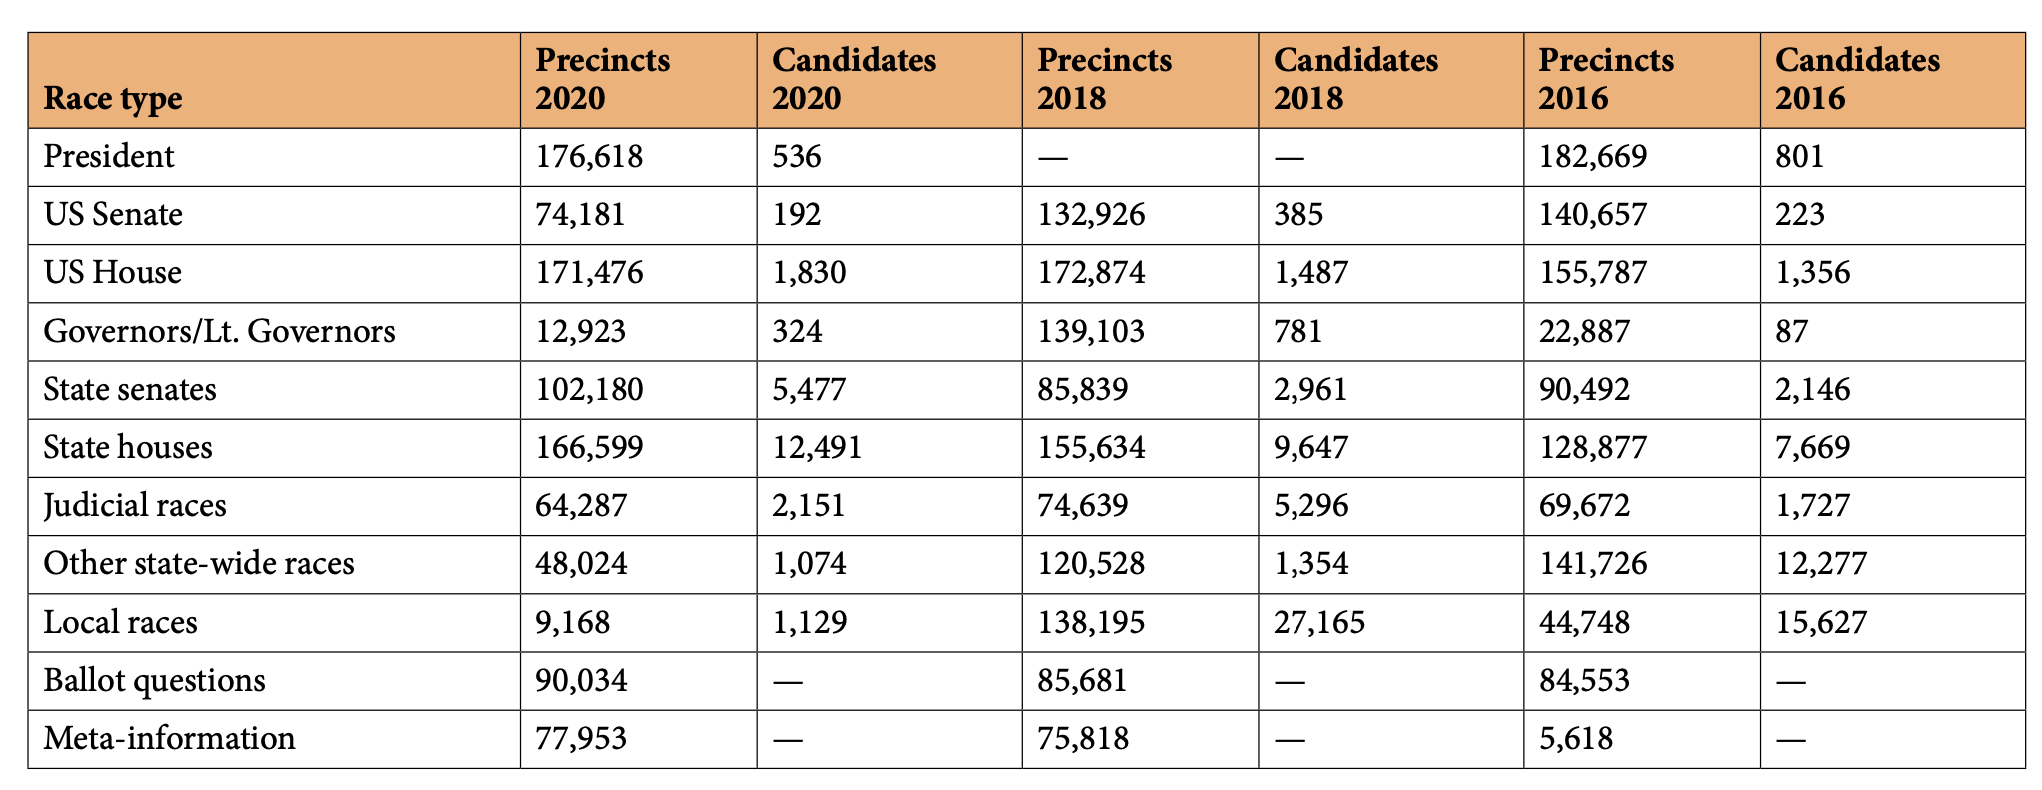 Race type Precincts 2020 Candidates 2020 Precincts 2018 Candidates 2018 Precincts 2016 Candidates 2016
President 176,618 536 — — 182,669 801
US Senate 74,181 192 132,926 385 140,657 223
US House 171,476 1,830 172,874 1,487 155,787 1,356
Governors/Lt. Governors 12,923 324 139,103 781 22,887 87
State senates 102,180 5,477 85,839 2,961 90,492 2,146
State houses 166,599 12,491 155,634 9,647 128,877 7,669
Judicial races 64,287 2,151 74,639 5,296 69,672 1,727
Other state-wide races 48,024 1,074 120,528 1,354 141,726 12,277
Local races 9,168 1,129 138,195 27,165 44,748 15,627
Ballot questions 90,034 — 85,681 — 84,553 —
Meta-information 77,953 — 75,818 — 5,618 —